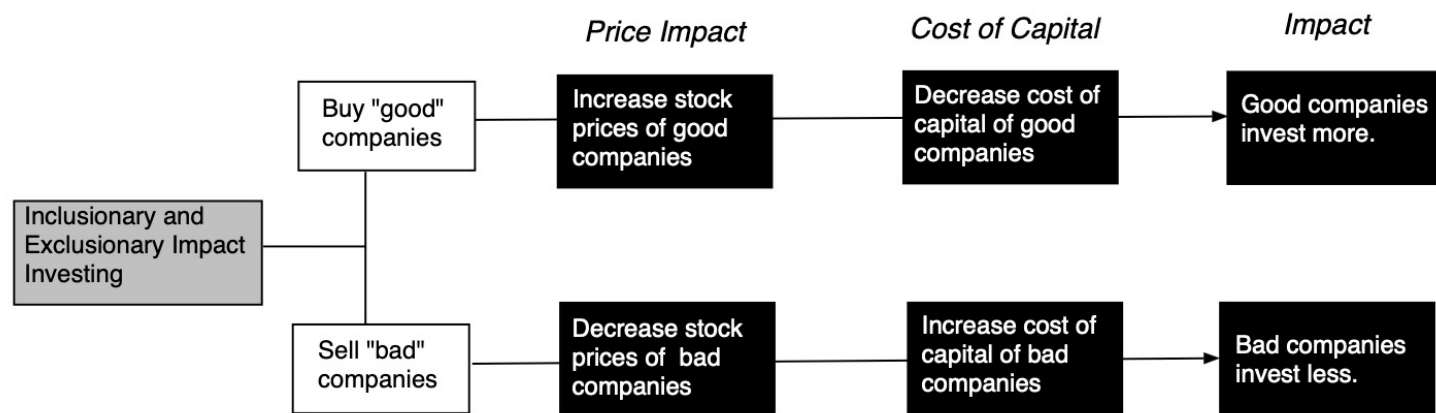 Price Impact
Cost of Capital
Impact
Buy "good"
companies
Increase stock
prices of good
companies
Decrease cost of
capital of good
companies
Good companies
invest more.
Inclusionary and
Exclusionary Impact
Investing
Sell "bad"
companies
Decrease stock
prices of  bad
companies
Increase cost of
capital of bad
companies
Bad companies
invest less.